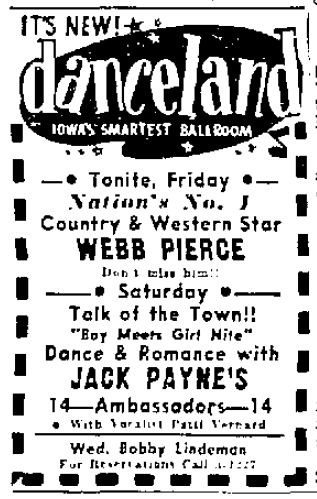 IT'S NEW!
danceland
IOWA'S SMARTEST BALLROOM
Tonite, Friday
Nation's No. 1
Country & Western Star
WEBB PIERCE
Don't miss him!!
Saturday
Talk of the Town!!
"Boy Meets Girl Nite"
Dance & Romance with
JACK PAYNE'S
14—Ambassadors—14
• With Vocalist Patti Vernard
Wed. Bobby Lindeman
For Reservations Call